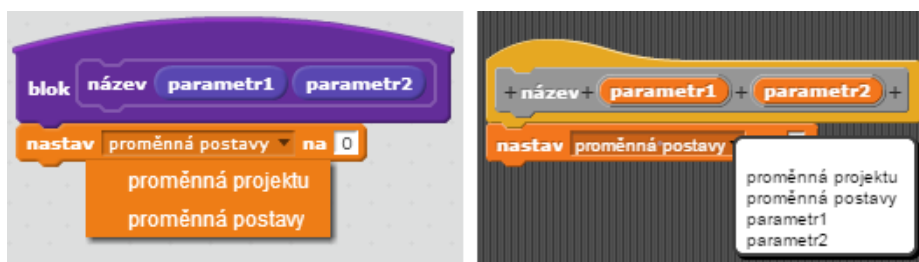 blok název parametr1 parametr2
nastav proměnná postavy na 0
proměnná projektu
proměnná postavy
+ název + parametr1 + parametr2 +
nastav proměnná postavy
proměnná projektu
proměnná postavy
parametr1
parametr2